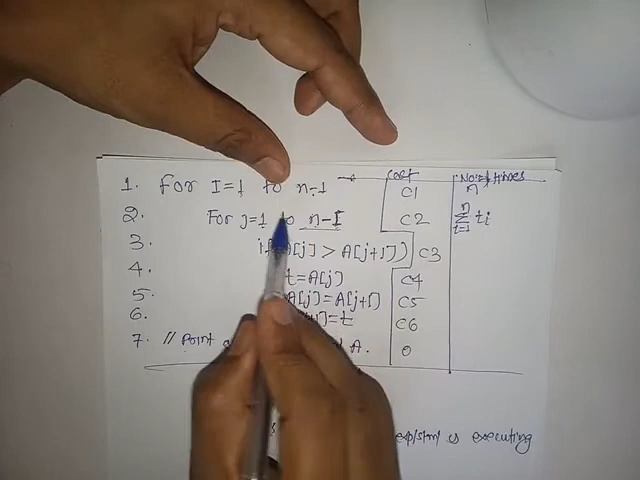 Cost No: of times
1. For I=1 to n-1 → C1 n
2. For j=1 to n-I C2 n Σ i=1 ti
3. if A[j] > A[j+1]) C3
4. t=A[j] C4
5. A[j]=A[j+1] C5
6. =t C6
7. // Point A. 0
is executing